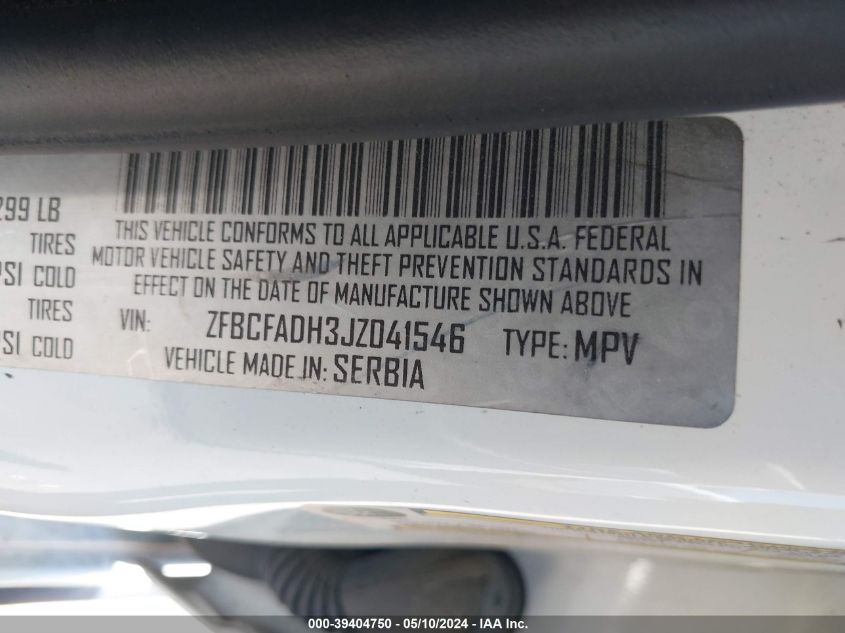 299 LB
TIRES
PSI COLD
TIRES
PSI COLD
THIS VEHICLE CONFORMS TO ALL APPLICABLE U.S.A. FEDERAL
MOTOR VEHICLE SAFETY AND THEFT PREVENTION STANDARDS IN
EFFECT ON THE DATE OF MANUFACTURE SHOWN ABOVE
VIN: ZFBCFADH3JZ041546 TYPE: MPV
VEHICLE MADE IN: SERBIA
000-39404750 — 05/10/2024 — IAA Inc.